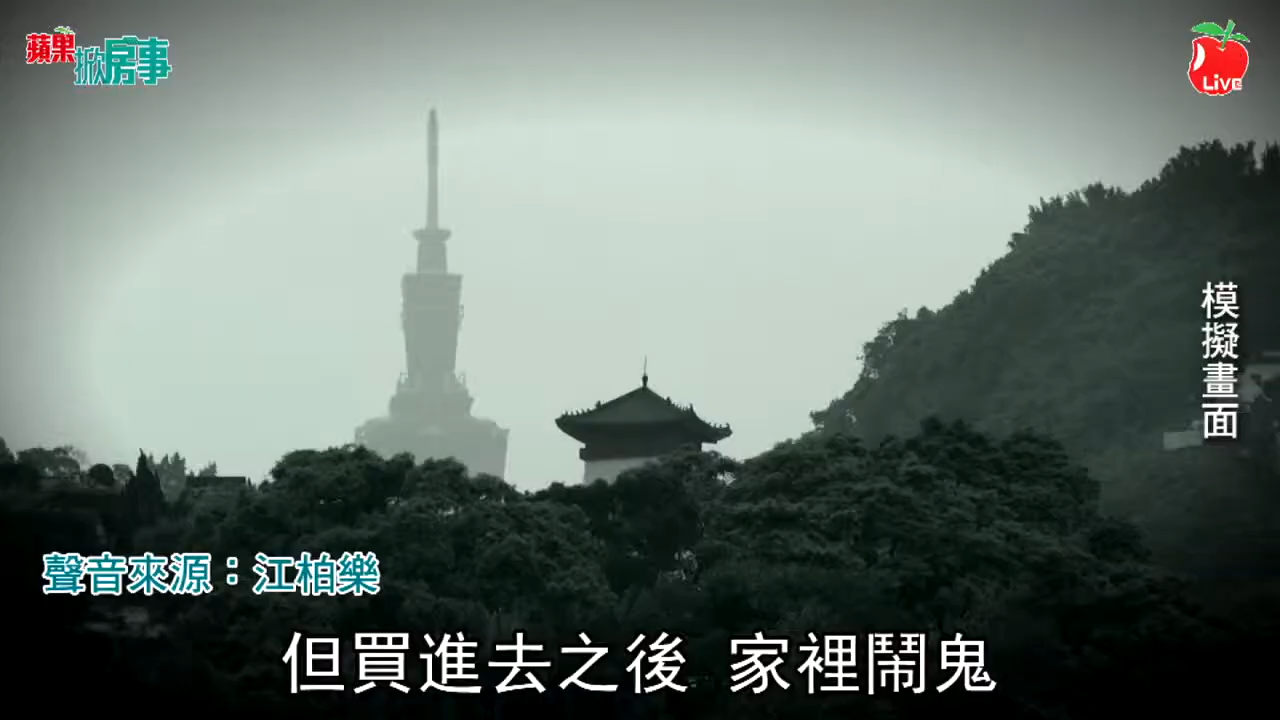 蘋果掀房事
Live
模擬畫面
聲音來源：江柏樂
但買進去之後 家裡鬧鬼